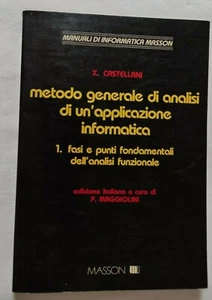 MANUALI DI INFORMATICA MASSON
X. CASTELLANI
metodo generale di analisi
di un'applicazione
informatica
1. fasi e punti fondamentali
dell'analisi funzionale
edizione italiana a cura di
P. MAGGIOLINI
MASSON